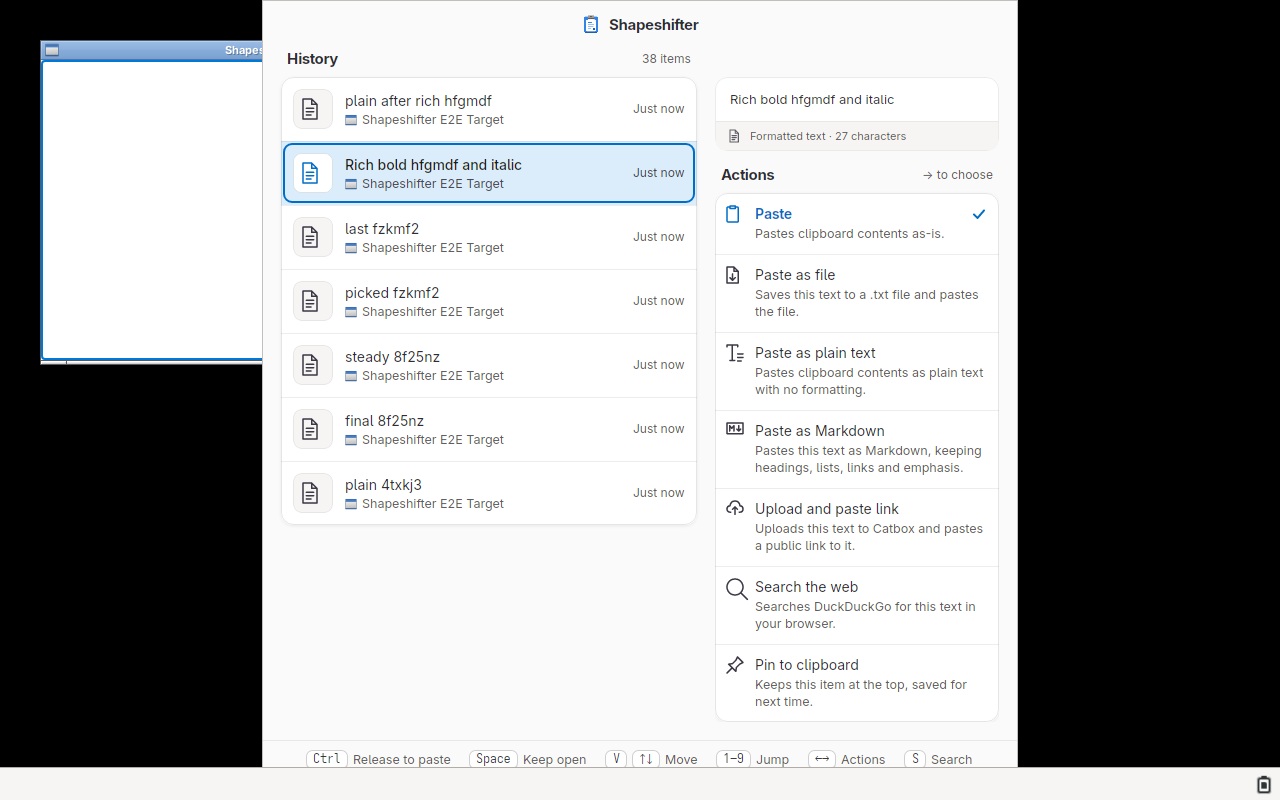 Shapeshifter
Shapes
History
38 items
plain after rich hfgmdf
Shapeshifter E2E Target
Just now
Rich bold hfgmdf and italic
Shapeshifter E2E Target
Just now
last fzkmf2
Shapeshifter E2E Target
Just now
picked fzkmf2
Shapeshifter E2E Target
Just now
steady 8f25nz
Shapeshifter E2E Target
Just now
final 8f25nz
Shapeshifter E2E Target
Just now
plain 4txkj3
Shapeshifter E2E Target
Just now
Rich bold hfgmdf and italic
Formatted text · 27 characters
Actions
→ to choose
Paste
Pastes clipboard contents as-is.
Paste as file
Saves this text to a .txt file and pastes
the file.
Paste as plain text
Pastes clipboard contents as plain text
with no formatting.
Paste as Markdown
Pastes this text as Markdown, keeping
headings, lists, links and emphasis.
Upload and paste link
Uploads this text to Catbox and pastes
a public link to it.
Search the web
Searches DuckDuckGo for this text in
your browser.
Pin to clipboard
Keeps this item at the top, saved for
next time.
Ctrl Release to paste Space Keep open V ↑↓ Move 1–9 Jump ↔ Actions S Search